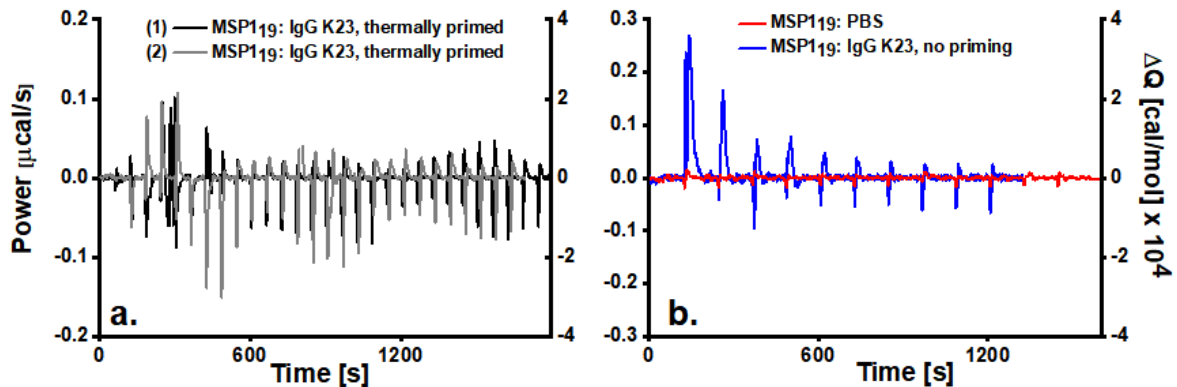 (1) — MSP1₁₉: IgG K23, thermally primed
(2) — MSP1₁₉: IgG K23, thermally primed
0.2
0.1
0.0
-0.1
-0.2
Power [µcal/s]
4
2
0
-2
-4
0
600
1200
Time [s]
a.
MSP1₁₉: PBS
MSP1₁₉: IgG K23, no priming
0.3
0.2
0.1
0.0
-0.1
-0.2
-0.3
4
2
0
-2
-4
ΔQ [cal/mol] x 10⁴
0
600
1200
Time [s]
b.